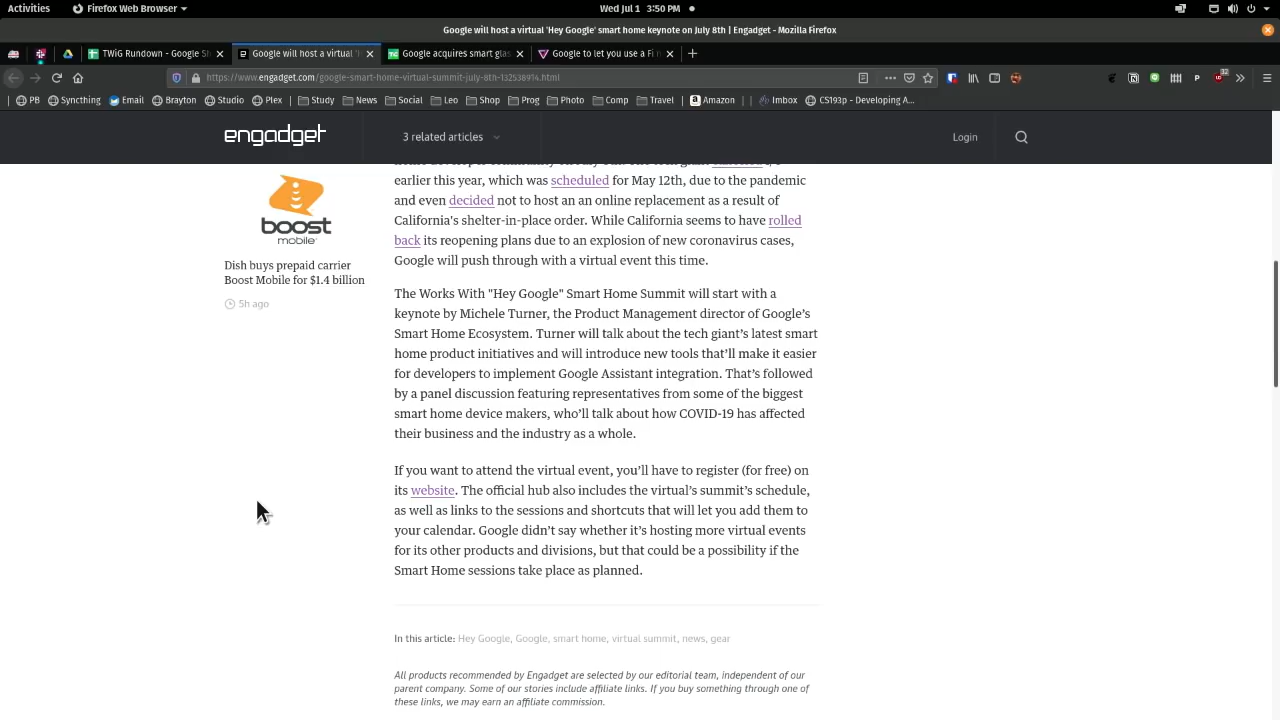 Activities
Firefox Web Browser
Wed Jul 1 3:50 PM
Google will host a virtual 'Hey Google' smart home keynote on July 8th | Engadget - Mozilla Firefox
TWiG Rundown - Google Sh
Google will host a virtual '
Google acquires smart glas
Google to let you use a Fi n
https://www.engadget.com/google-smart-home-virtual-summit-july-8th-132538914.html
32
PB
Syncthing
Email
Brayton
Studio
Plex
Study
News
Social
Leo
Shop
Prog
Photo
Comp
Travel
Amazon
Imbox
CS193p - Developing A...
engadget
3 related articles
Login
boost
mobile
Dish buys prepaid carrier
Boost Mobile for $1.4 billion
5h ago
earlier this year, which was scheduled for May 12th, due to the pandemic
and even decided not to host an an online replacement as a result of
California's shelter-in-place order. While California seems to have rolled
back its reopening plans due to an explosion of new coronavirus cases,
Google will push through with a virtual event this time.
The Works With "Hey Google" Smart Home Summit will start with a
keynote by Michele Turner, the Product Management director of Google's
Smart Home Ecosystem. Turner will talk about the tech giant's latest smart
home product initiatives and will introduce new tools that'll make it easier
for developers to implement Google Assistant integration. That's followed
by a panel discussion featuring representatives from some of the biggest
smart home device makers, who'll talk about how COVID-19 has affected
their business and the industry as a whole.
If you want to attend the virtual event, you'll have to register (for free) on
its website. The official hub also includes the virtual's summit's schedule,
as well as links to the sessions and shortcuts that will let you add them to
your calendar. Google didn't say whether it's hosting more virtual events
for its other products and divisions, but that could be a possibility if the
Smart Home sessions take place as planned.
In this article: Hey Google, Google, smart home, virtual summit, news, gear
All products recommended by Engadget are selected by our editorial team, independent of our
parent company. Some of our stories include affiliate links. If you buy something through one of
these links, we may earn an affiliate commission.